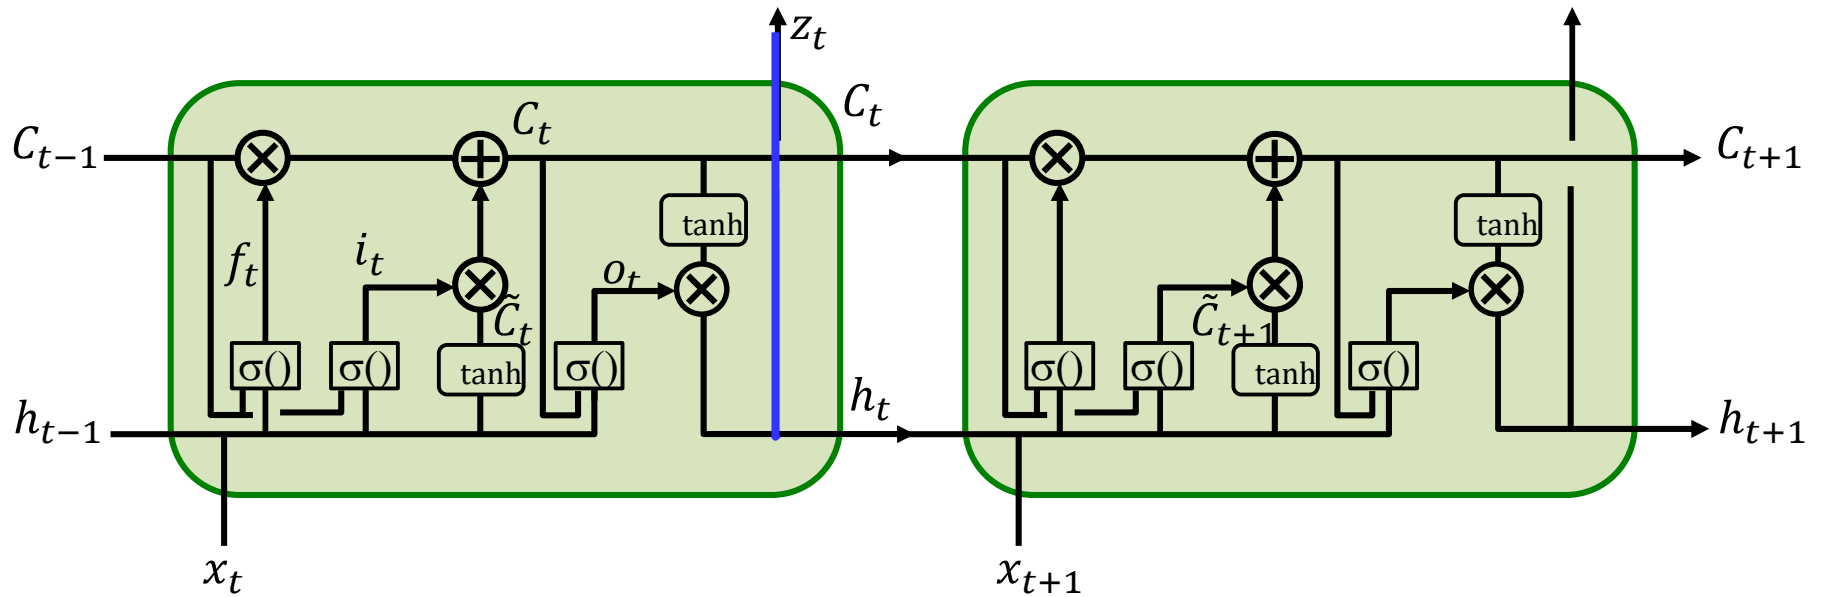 z_t
C_{t-1}
C_t
C_t
C_{t+1}
f_t
i_t
o_t
tanh
tanh
C̃_t
C̃_{t+1}
σ()
σ()
tanh
σ()
σ()
σ()
tanh
σ()
h_{t-1}
h_t
h_{t+1}
x_t
x_{t+1}